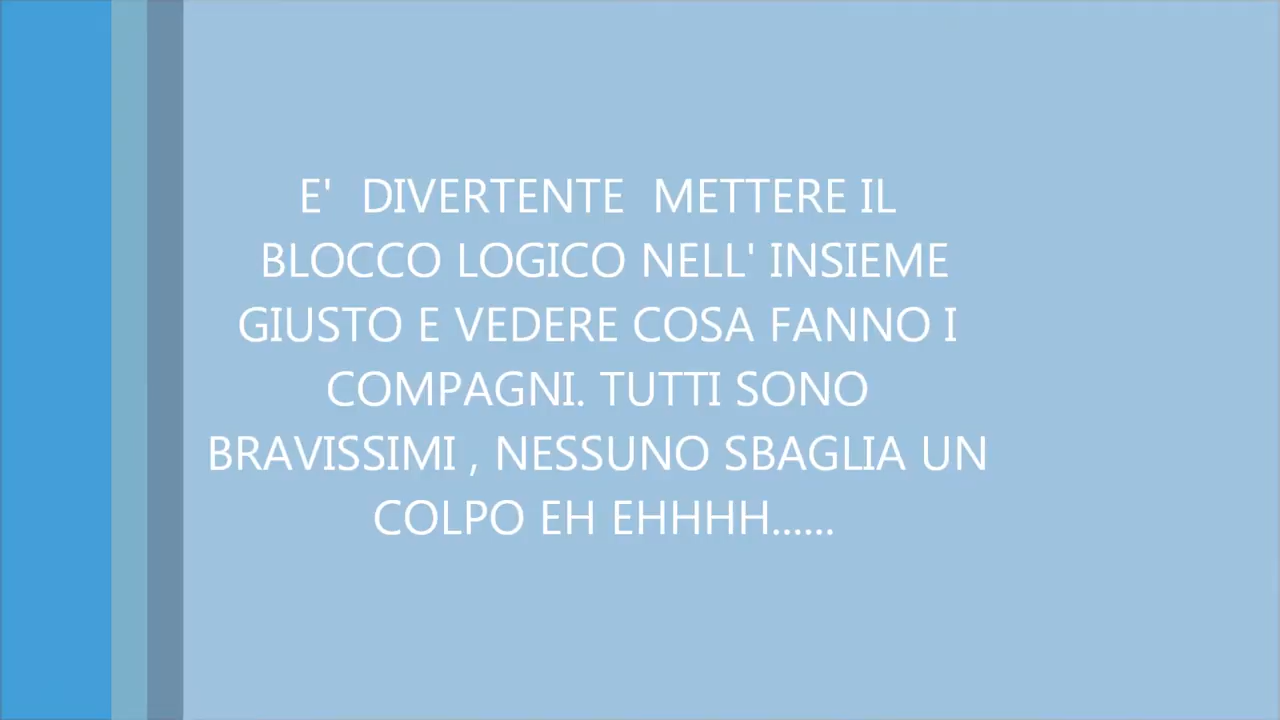 E' DIVERTENTE METTERE IL
BLOCCO LOGICO NELL' INSIEME
GIUSTO E VEDERE COSA FANNO I
COMPAGNI. TUTTI SONO
BRAVISSIMI , NESSUNO SBAGLIA UN
COLPO EH EHHHH......